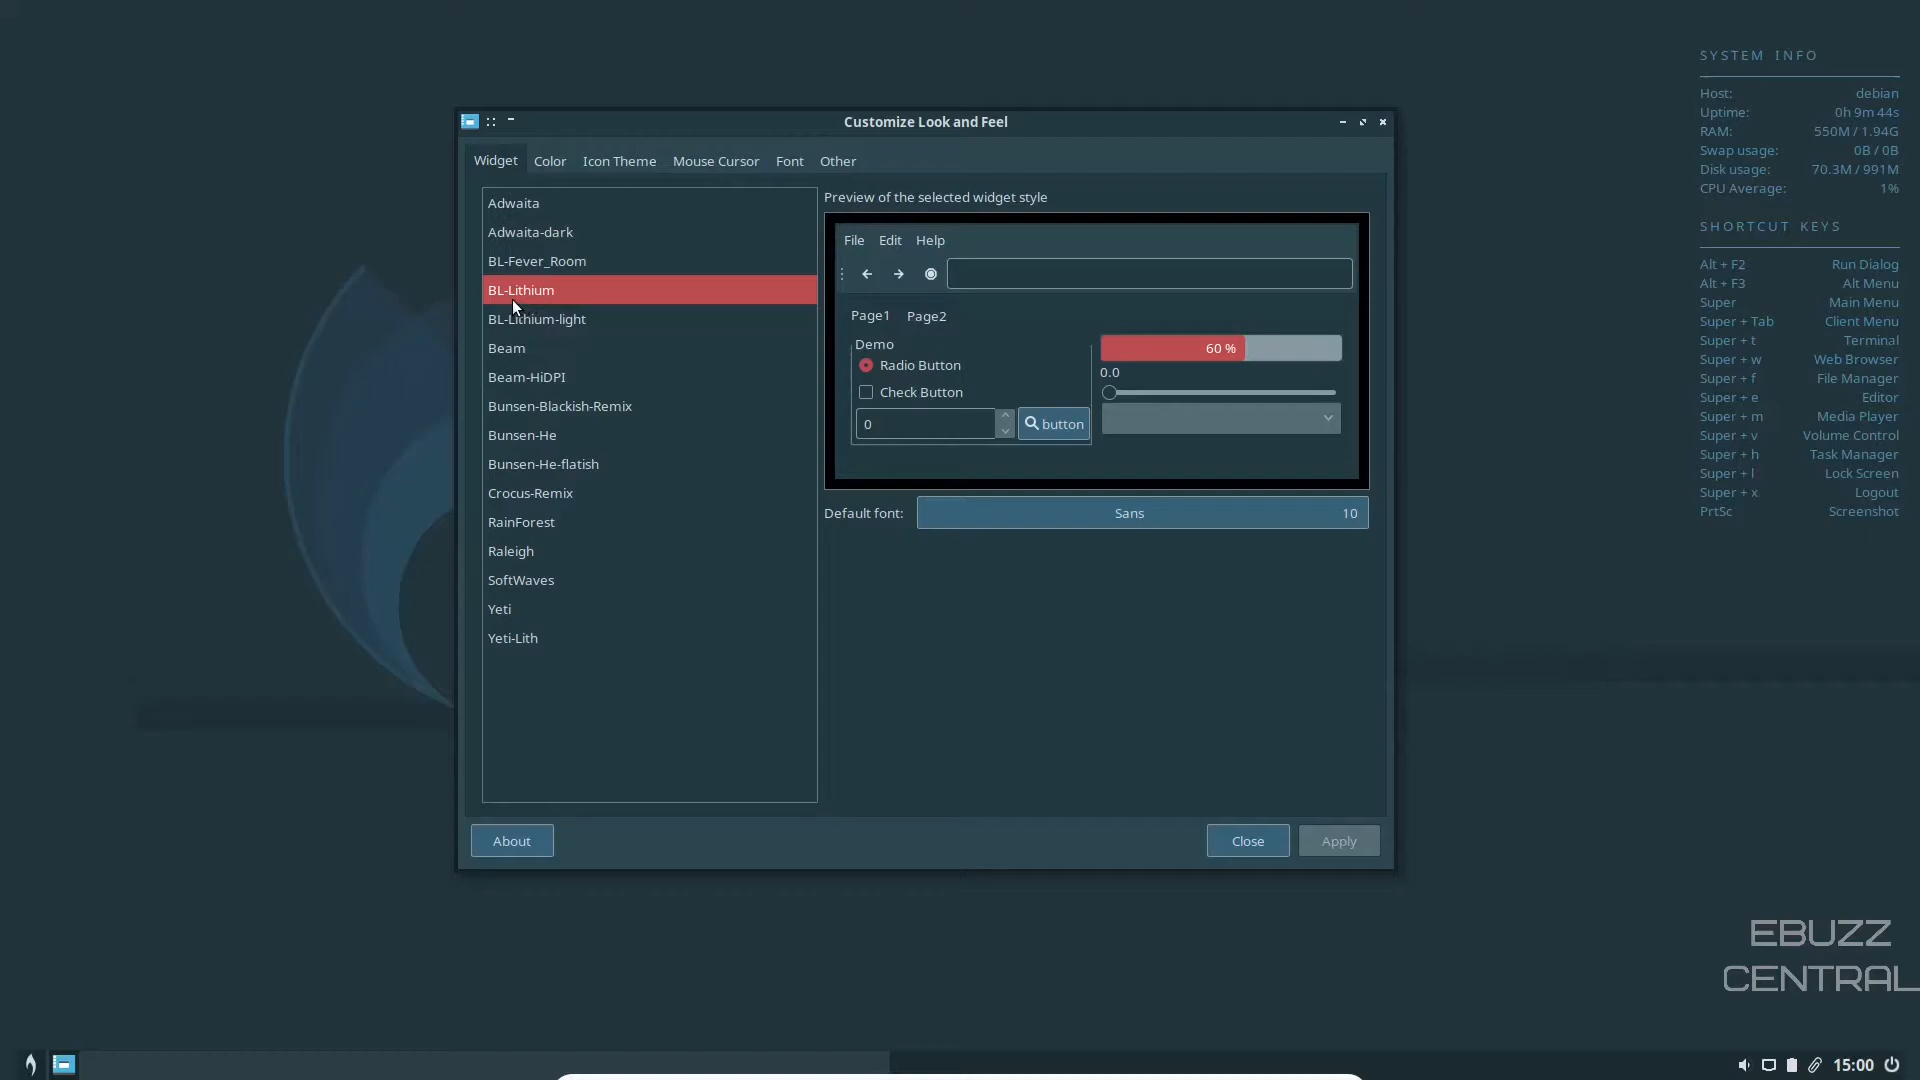 Customize Look and Feel
Widget Color Icon Theme Mouse Cursor Font Other
Adwaita
Adwaita-dark
BL-Fever_Room
BL-Lithium
BL-Lithium-light
Beam
Beam-HiDPI
Bunsen-Blackish-Remix
Bunsen-He
Bunsen-He-flatish
Crocus-Remix
RainForest
Raleigh
SoftWaves
Yeti
Yeti-Lith
Preview of the selected widget style
File Edit Help
Page1 Page2
Demo
Radio Button
Check Button
0
button
60 %
0.0
Default font: Sans 10
About
Close Apply
SYSTEM INFO
Host: debian
Uptime: 0h 9m 44s
RAM: 550M / 1.94G
Swap usage: 0B / 0B
Disk usage: 70.3M / 991M
CPU Average: 1%
SHORTCUT KEYS
Alt + F2 Run Dialog
Alt + F3 Alt Menu
Super Main Menu
Super + Tab Client Menu
Super + t Terminal
Super + w Web Browser
Super + f File Manager
Super + e Editor
Super + m Media Player
Super + v Volume Control
Super + h Task Manager
Super + l Lock Screen
Super + x Logout
PrtSc Screenshot
EBUZZ
CENTRAL
15:00